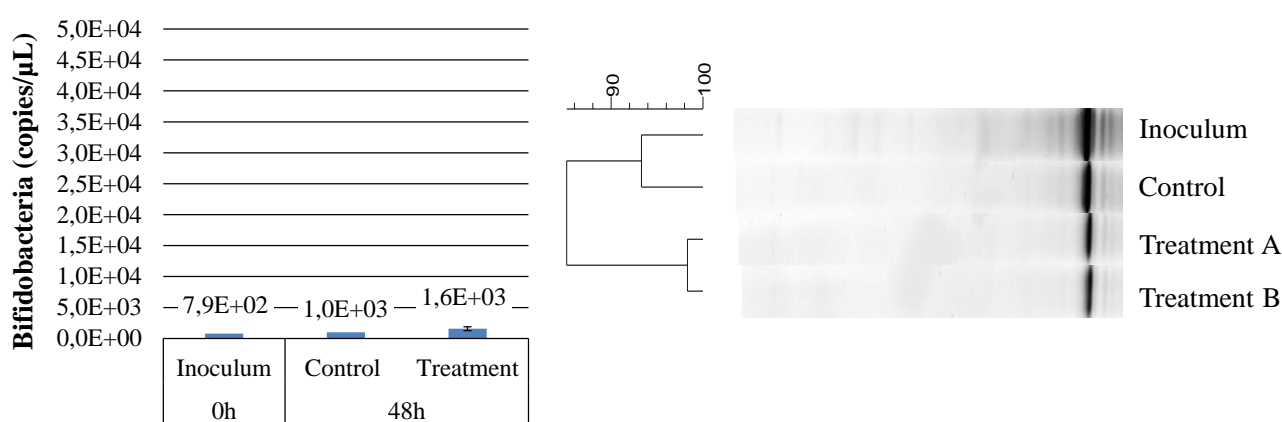 Bifidobacteria (copies/µL)
5,0E+04
4,5E+04
4,0E+04
3,5E+04
3,0E+04
2,5E+04
2,0E+04
1,5E+04
1,0E+04
5,0E+03
0,0E+00
7,9E+02
1,0E+03
1,6E+03
Inoculum
Control
Treatment
0h
48h
90
100
Inoculum
Control
Treatment A
Treatment B